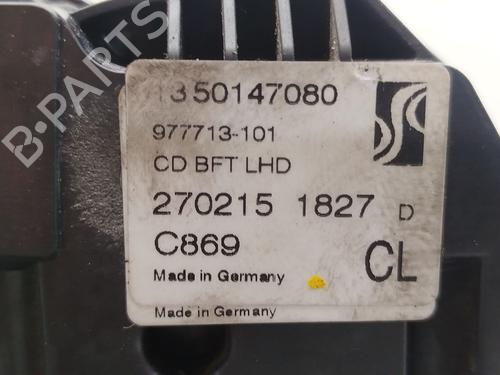 1350147080
977713-101
CD BFT LHD
270215 1827 D
C869
CL
Made in Germany
Made in Germany
B-PARTS